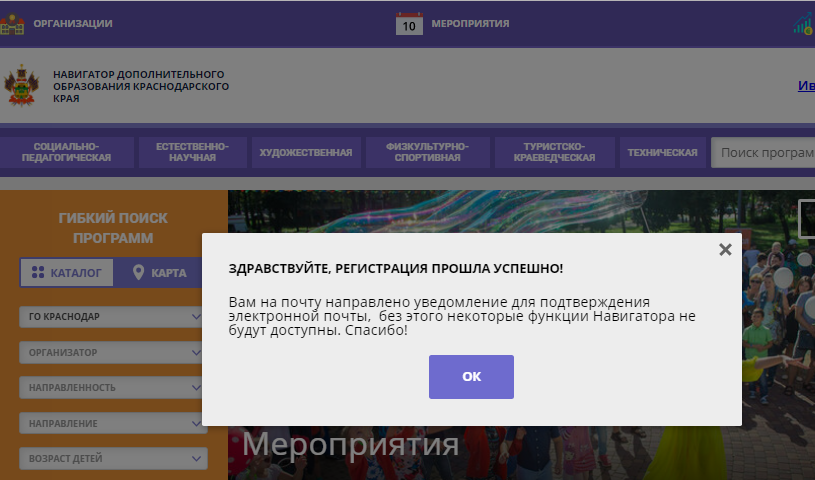 ОРГАНИЗАЦИИ
10
МЕРОПРИЯТИЯ
НАВИГАТОР ДОПОЛНИТЕЛЬНОГО
ОБРАЗОВАНИЯ КРАСНОДАРСКОГО
КРАЯ
Ив
СОЦИАЛЬНО-
ПЕДАГОГИЧЕСКАЯ
ЕСТЕСТВЕННО-
НАУЧНАЯ
ХУДОЖЕСТВЕННАЯ
ФИЗКУЛЬТУРНО-
СПОРТИВНАЯ
ТУРИСТСКО-
КРАЕВЕДЧЕСКАЯ
ТЕХНИЧЕСКАЯ
Поиск програм
ГИБКИЙ ПОИСК
ПРОГРАММ
КАТАЛОГ
КАРТА
ГО КРАСНОДАР
ОРГАНИЗАТОР
НАПРАВЛЕННОСТЬ
НАПРАВЛЕНИЕ
ВОЗРАСТ ДЕТЕЙ
ЗДРАВСТВУЙТЕ, РЕГИСТРАЦИЯ ПРОШЛА УСПЕШНО!
Вам на почту направлено уведомление для подтверждения
электронной почты,  без этого некоторые функции Навигатора не
будут доступны. Спасибо!
ОК
Мероприятия